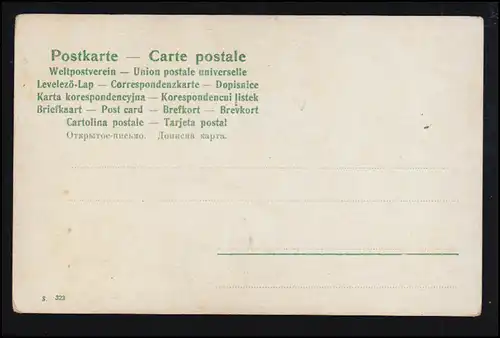 Postkarte — Carte postale
Weltpostverein — Union postale universelle
Levelező-Lap — Correspondenzkarte — Dopisnice
Karta korespondencyjna — Korespondencui listek
Briefkaart — Post card — Brefkort — Brevkort
Cartolina postale — Tarjeta postal
Открытое-письмо. Дописна карта.
323